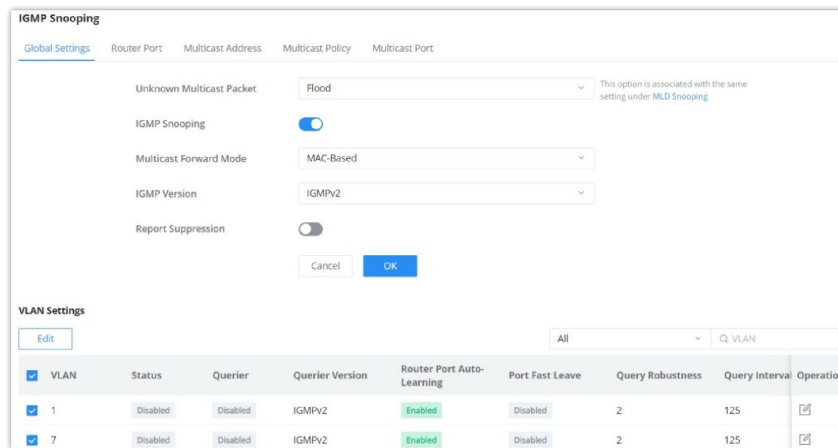 IGMP Snooping
Global Settings Router Port Multicast Address Multicast Policy Multicast Port
Unknown Multicast Packet Flood This option is associated with the same
setting under MLD Snooping
IGMP Snooping
Multicast Forward Mode MAC-Based
IGMP Version IGMPv2
Report Suppression
Cancel OK
VLAN Settings
Edit All VLAN
VLAN Status Querier Querier Version Router Port Auto-
Learning Port Fast Leave Query Robustness Query Interval Operatio
1 Disabled Disabled IGMPv2 Enabled Disabled 2 125
7 Disabled Disabled IGMPv2 Enabled Disabled 2 125